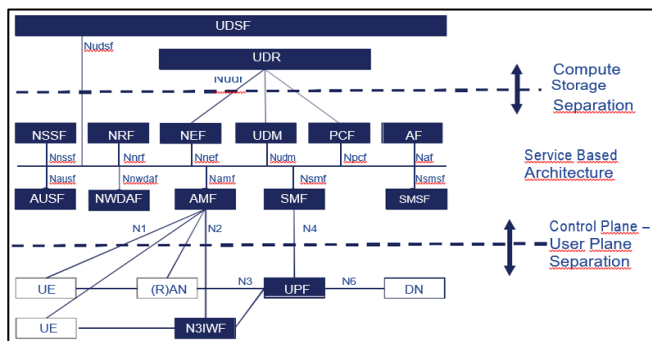 UDSF
Nudsf
UDR
Nudr
Compute
Storage
Separation
NSSF NRF NEF UDM PCF AF
Nnssf Nnrf Nnef Nudm Npcf Naf
Service Based
Architecture
Nausf Nnwdaf Namf Nsmf Nsmsf
AUSF NWDAF AMF SMF SMSF
N1 N2 N4
Control Plane –
User Plane
Separation
UE (R)AN N3 UPF N6 DN
UE N3IWF